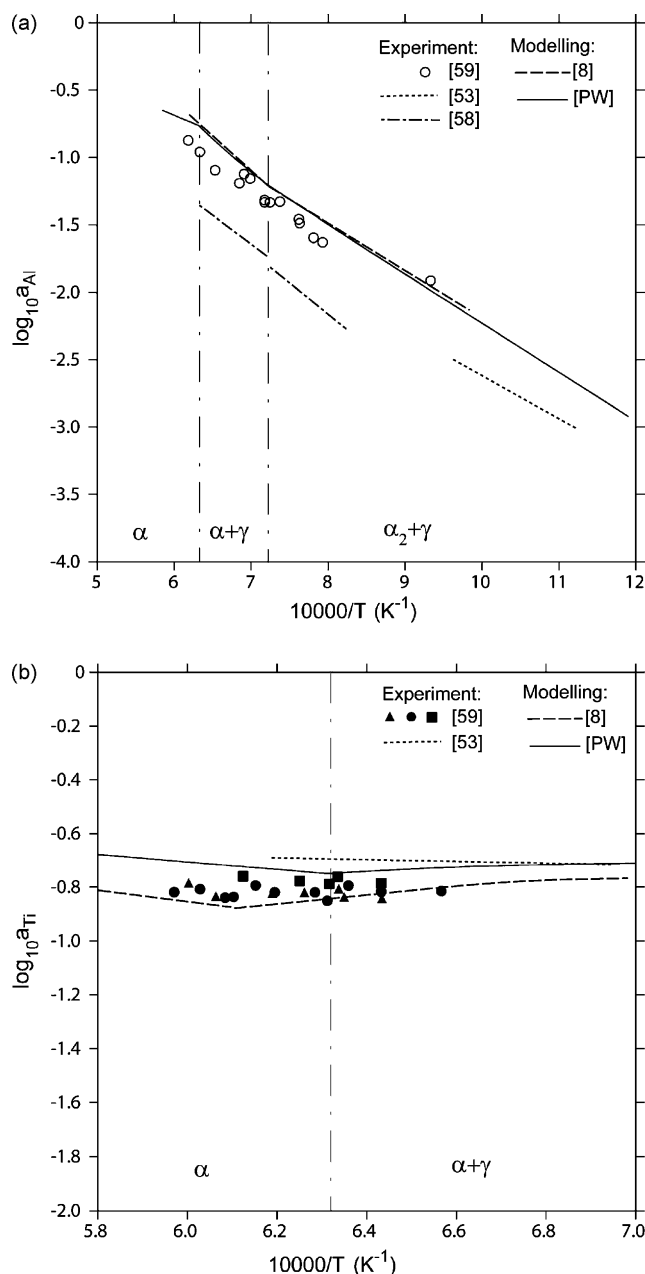 (a)
Experiment: Modelling:
[59] [8]
[53] [PW]
[58]
0
-0.5
-1.0
-1.5
-2.0
-2.5
-3.0
-3.5
-4.0
log₁₀aAl
α α+γ α₂+γ
5 6 7 8 9 10 11 12
10000/T (K⁻¹)
(b)
Experiment: Modelling:
[59] [8]
[53] [PW]
0
-0.2
-0.4
-0.6
-0.8
-1.0
-1.2
-1.4
-1.6
-1.8
-2.0
log₁₀aTi
α α+γ
5.8 6.0 6.2 6.4 6.6 6.8 7.0
10000/T (K⁻¹)